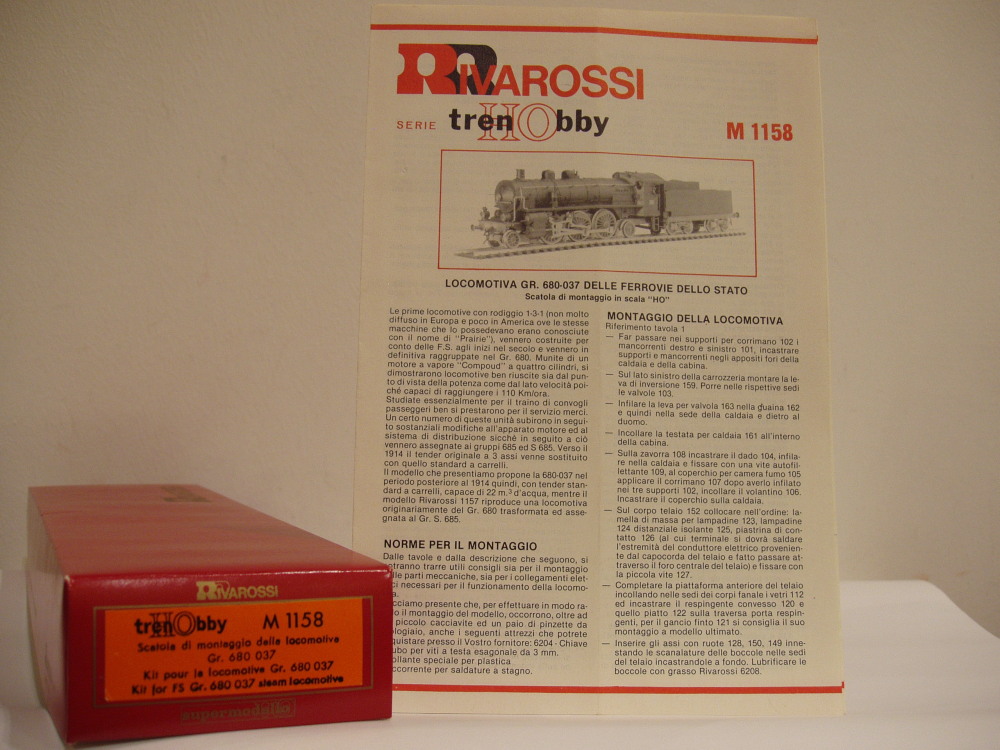 RIVAROSSI
SERIE trenHObby
M 1158
LOCOMOTIVA GR. 680-037 DELLE FERROVIE DELLO STATO
Scatola di montaggio in scala "HO"
Le prime locomotive con rodiggio 1-3-1 (non molto
diffuso in Europa e poco in America ove le stesse
macchine che lo possedevano erano conosciute
con il nome di "Prairie"), vennero costruite per
conto delle F.S. agli inizi nel secolo e vennero in
definitiva raggruppate nel Gr. 680. Munite di un
motore a vapore "Compoud" a quattro cilindri, si
dimostrarono locomotive ben riuscite sia dal pun-
to di vista della potenza come dal lato velocità poi-
ché capaci di raggiungere i 110 Km/ora.
Studiate essenzialmente per il traino di convogli
passeggeri ben si prestarono per il servizio merci.
Un certo numero di queste unità subirono in segui-
to sostanziali modifiche all'apparato motore ed al
sistema di distribuzione sicchè in seguito a ciò
vennero assegnate ai gruppi 685 ed S 685. Verso il
1914 il tender originale a 3 assi venne sostituito
con quello standard a carrelli.
Il modello che presentiamo propone la 680-037 nel
periodo posteriore al 1914 quindi, con tender stan-
dard a carrelli, capace di 22 m.³ d'acqua, mentre il
modello Rivarossi 1157 riproduce una locomotiva
originariamente del Gr. 680 trasformata ed asse-
gnata al Gr. S. 685.
NORME PER IL MONTAGGIO
Dalle tavole e dalla descrizione che seguono, si
otranno trarre utili consigli sia per il montaggio
lle parti meccaniche, sia per i collegamenti elet-
ci necessari per il funzionamento della locomo-
a.
cciamo presente che, per effettuare in modo ra-
o il montaggio del modello, occorrono, oltre ad
piccolo cacciavite ed un paio di pinzette da
ologiaio, anche i seguenti attrezzi che potrete
quistare presso il Vostro fornitore: 6204 - Chiave
ubo per viti a testa esagonale da 3 mm.
ollante speciale per plastica
occorrente per saldature a stagno.
MONTAGGIO DELLA LOCOMOTIVA
Riferimento tavola 1
— Far passare nei supporti per corrimano 102 i
mancorrenti destro e sinistro 101, incastrare
supporti e mancorrenti negli appositi fori della
caldaia e della cabina.
— Sul lato sinistro della carrozzeria montare la le-
va di inversione 159. Porre nelle rispettive sedi
le valvole 103.
— Infilare la leva per valvola 163 nella guaina 162
e quindi nella sede della caldaia e dietro al
duomo.
— Incollare la testata per caldaia 161 all'interno
della cabina.
— Sulla zavorra 108 incastrare il dado 104, infila-
re nella caldaia e fissare con una vite autofil-
lettante 109, al coperchio per camera fumo 105
applicare il corrimano 107 dopo averlo infilato
nei tre supporti 102, incollare il volantino 106.
Incastrare il coperchio sulla caldaia.
— Sul corpo telaio 152 collocare nell'ordine: la-
mella di massa per lampadine 123, lampadine
124 distanziale isolante 125, piastrina di con-
tatto 126 (al cui terminale si dovrà saldare
l'estremità del conduttore elettrico provenien-
te dal capocorda del telaio e fatto passare at-
traverso il foro centrale del telaio) e fissare con
la piccola vite 127.
— Completare la piattaforma anteriore del telaio
incollando nelle sedi dei corpi fanale i vetri 112
ed incastrare il respingente convesso 120 e
quello piatto 122 sulla traversa porta respin-
genti, per il gancio finto 121 si consiglia il suo
montaggio a modello ultimato.
— Inserire gli assi con ruote 128, 150, 149 inne-
stando le scanalature delle boccole nelle sedi
del telaio incastrandole a fondo. Lubrificare le
boccole con grasso Rivarossi 6208.
RIVAROSSI
trenHObby M 1158
Scatola di montaggio della locomotiva
Gr. 680 037
Kit pour la locomotive Gr. 680 037
Kit for FS Gr. 680 037 steam locomotive
supermodello